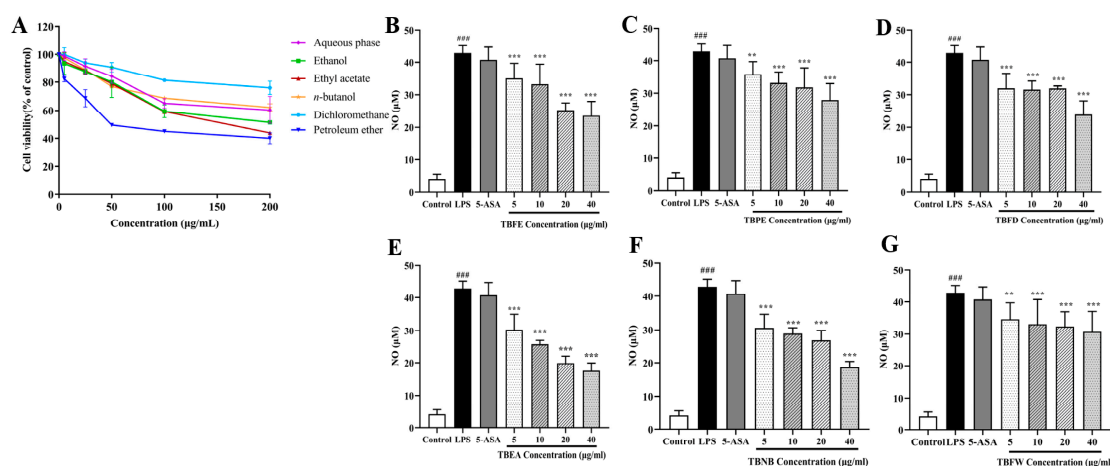 A
Cell viability(% of control)
120
100
80
60
40
20
0
0
50
100
150
200
Concentration (μg/mL)
Aqueous phase
Ethanol
Ethyl acetate
n-butanol
Dichloromethane
Petroleum ether
B
NO (μM)
50
40
30
20
10
0
###
***
***
***
***
Control LPS 5-ASA 5 10 20 40
TBFE Concentration (μg/ml)
C
NO (μM)
50
40
30
20
10
0
###
**
***
***
***
Control LPS 5-ASA 5 10 20 40
TBPE Concentration (μg/ml)
D
NO (μM)
50
40
30
20
10
0
###
***
***
***
***
Control LPS 5-ASA 5 10 20 40
TBFD Concentration (μg/ml)
E
NO (μM)
50
40
30
20
10
0
###
***
***
***
***
Control LPS 5-ASA 5 10 20 40
TBEA Concentration (μg/ml)
F
NO (μM)
50
40
30
20
10
0
###
***
***
***
***
Control LPS 5-ASA 5 10 20 40
TBNB Concentration (μg/ml)
G
NO (μM)
50
40
30
20
10
0
###
**
***
***
***
Control LPS 5-ASA 5 10 20 40
TBFW Concentration (μg/ml)